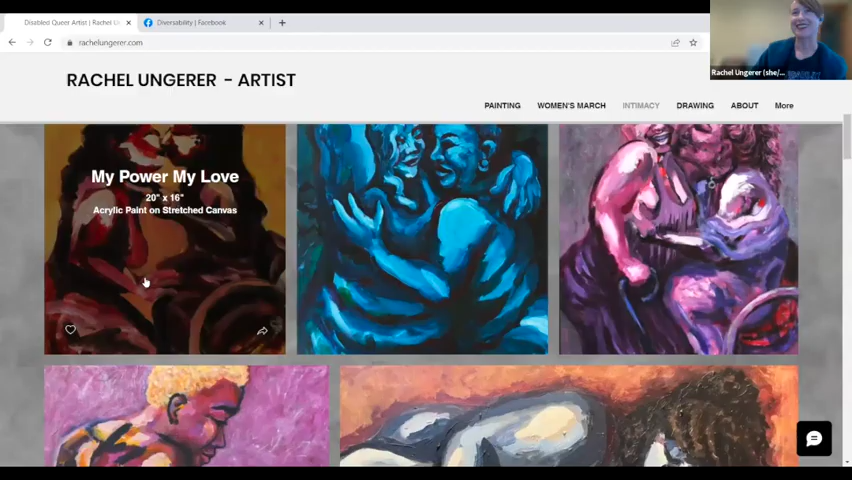 Disabled Queer Artist | Rachel Un
Diversability | Facebook
rachelungerer.com
Rachel Ungerer (she/...
RACHEL UNGERER - ARTIST
PAINTING
WOMEN'S MARCH
INTIMACY
DRAWING
ABOUT
More
My Power My Love
20" x 16"
Acrylic Paint on Stretched Canvas